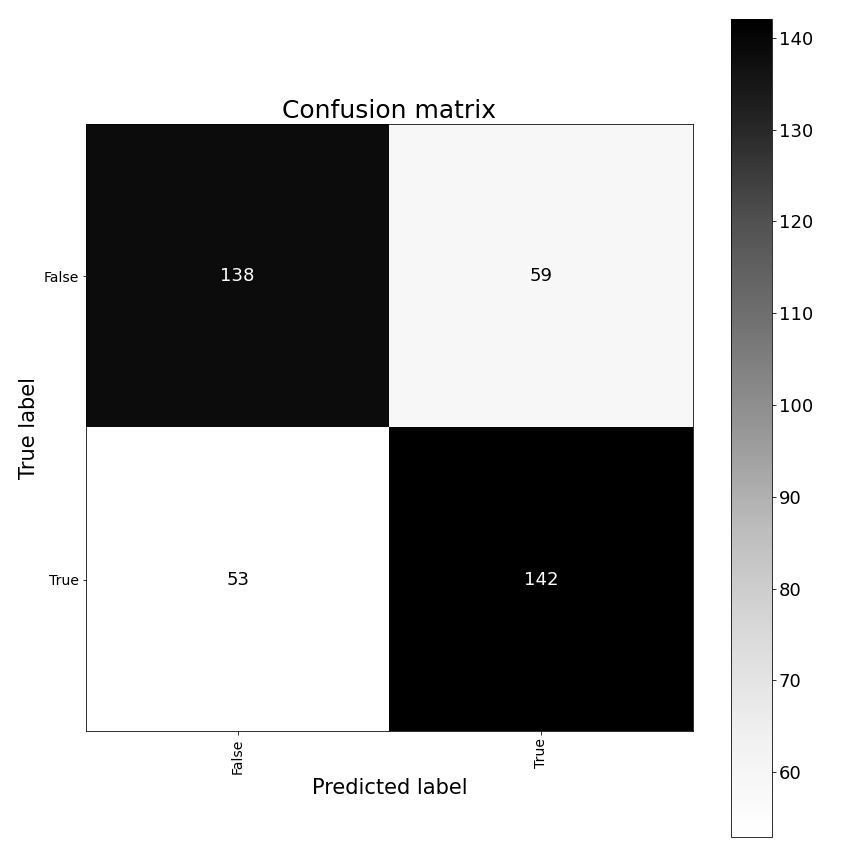 Confusion matrix
True label
False
138
59
True
53
142
False
True
Predicted label
140
130
120
110
100
90
80
70
60